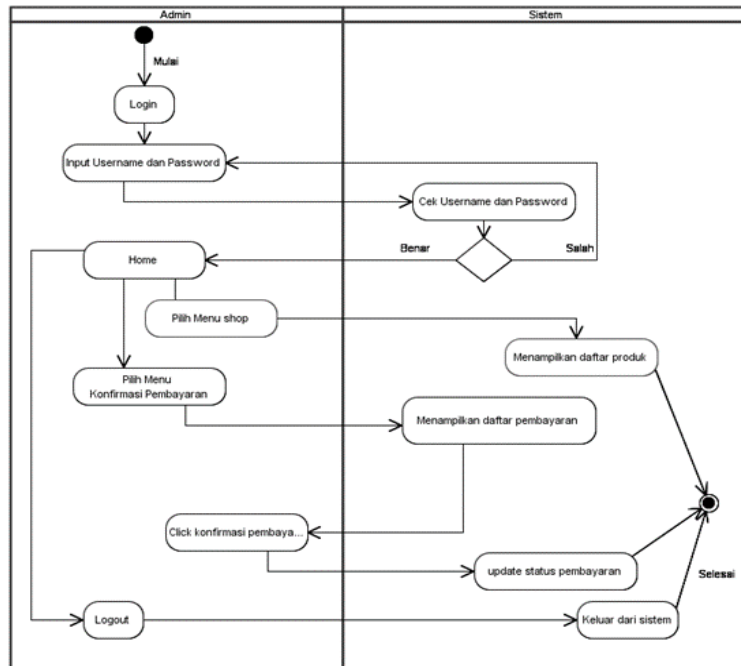 Admin
Sistem
Mulai
Login
Input Username dan Password
Cek Username dan Password
Benar
Salah
Home
Pilih Menu shop
Menampilkan daftar produk
Pilih Menu
Konfirmasi Pembayaran
Menampilkan daftar pembayaran
Click konfirmasi pembaya...
update status pembayaran
Selesai
Logout
Keluar dari sistem